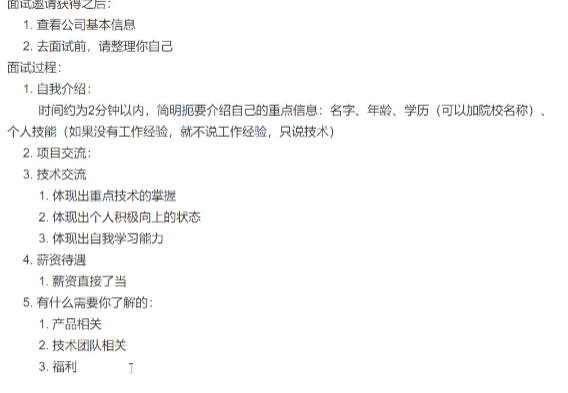 面试邀请获得之后：
1. 查看公司基本信息
2. 去面试前，请整理你自己
面试过程：
1. 自我介绍：
时间约为2分钟以内，简明扼要介绍自己的重点信息：名字、年龄、学历（可以加院校名称）、
个人技能（如果没有工作经验，就不说工作经验，只说技术）
2. 项目交流：
3. 技术交流
1. 体现出重点技术的掌握
2. 体现出个人积极向上的状态
3. 体现出自我学习能力
4. 薪资待遇
1. 薪资直接了当
5. 有什么需要你了解的：
1. 产品相关
2. 技术团队相关
3. 福利